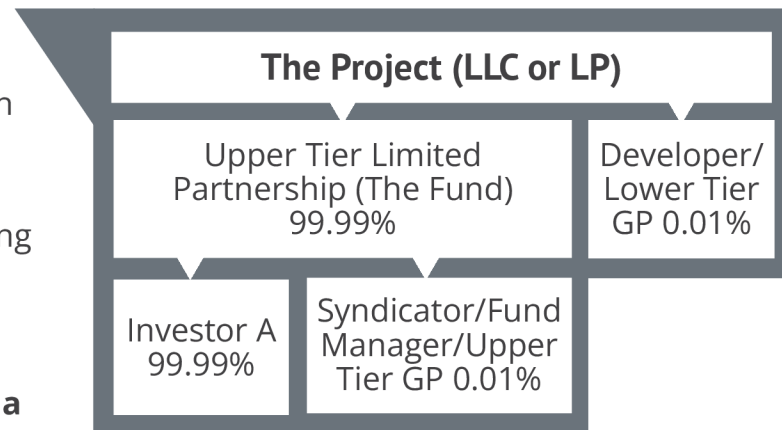 The Project (LLC or LP)
Upper Tier Limited
Partnership (The Fund)
99.99%
Developer/
Lower Tier
GP 0.01%
Investor A
99.99%
Syndicator/Fund
Manager/Upper
Tier GP 0.01%